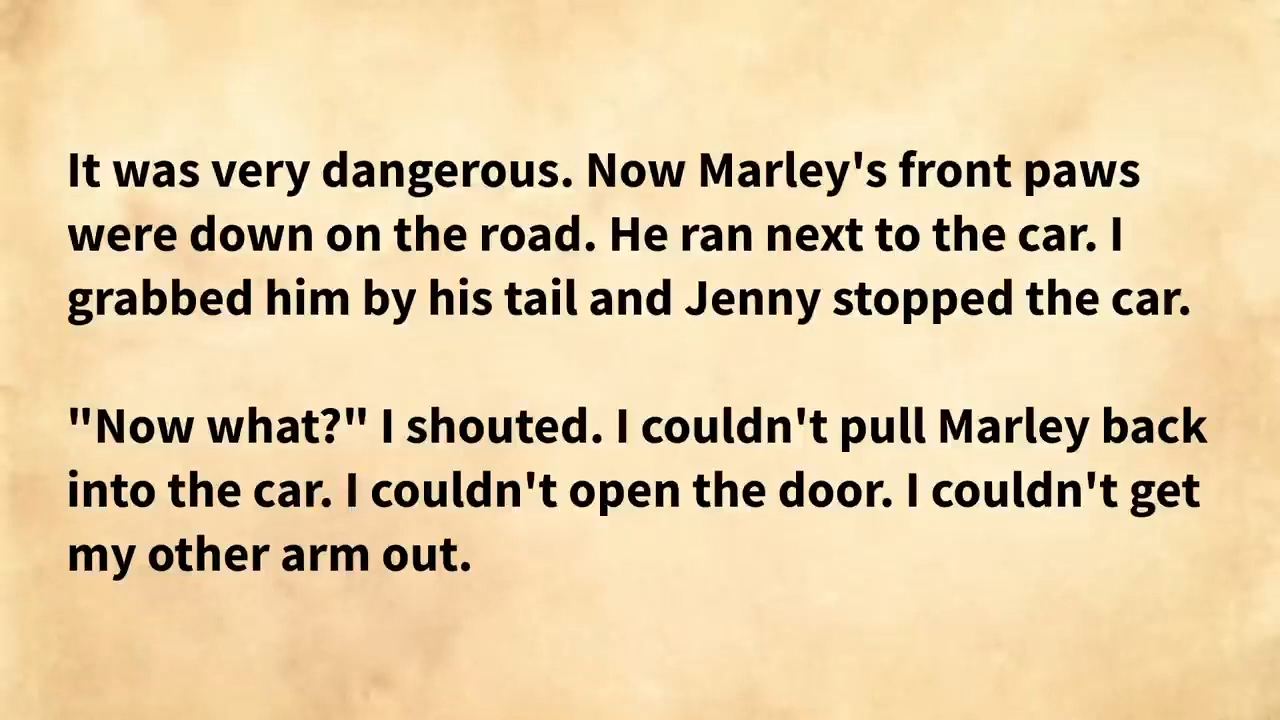 It was very dangerous. Now Marley's front paws
were down on the road. He ran next to the car. I
grabbed him by his tail and Jenny stopped the car.
"Now what?" I shouted. I couldn't pull Marley back
into the car. I couldn't open the door. I couldn't get
my other arm out.